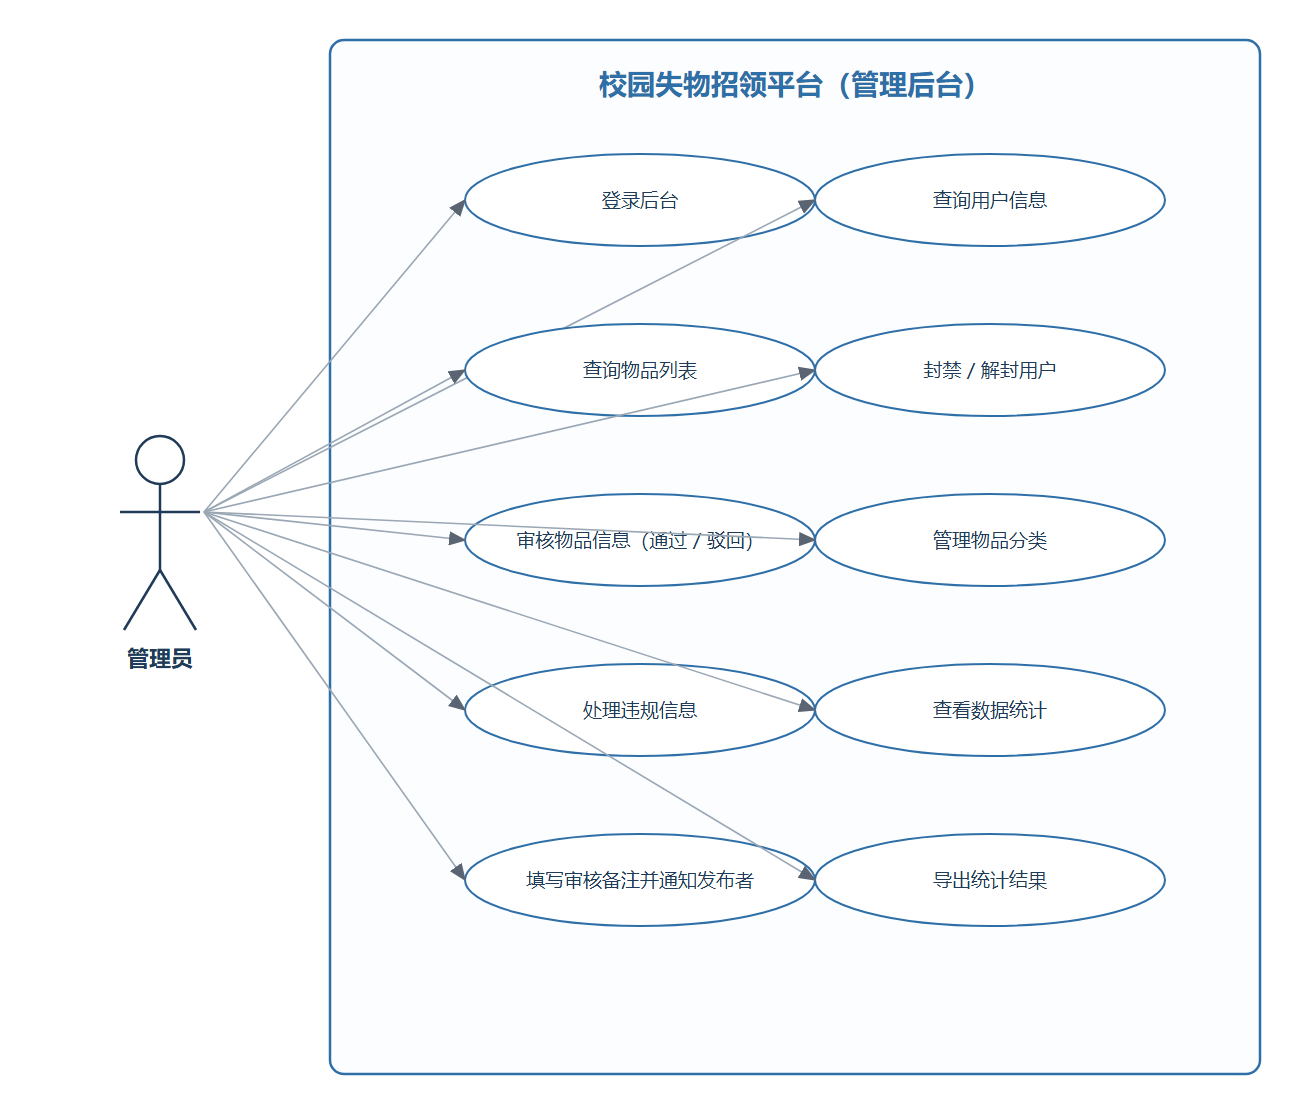 校园失物招领平台（管理后台）
登录后台
查询用户信息
查询物品列表
封禁 / 解封用户
审核物品信息（通过 / 驳回）
管理物品分类
管理员
处理违规信息
查看数据统计
填写审核备注并通知发布者
导出统计结果